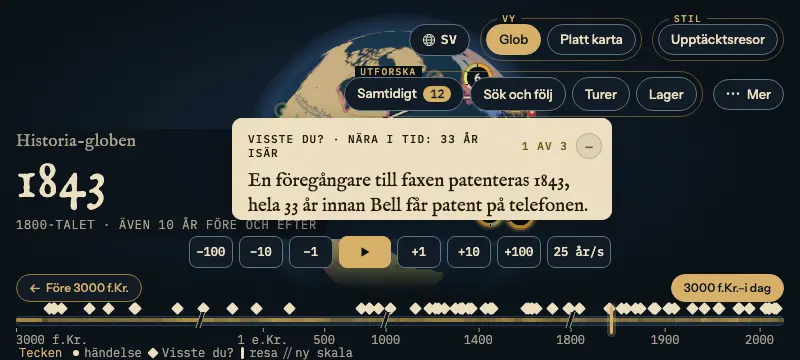 VY
STIL
SV
Glob
Platt karta
Upptäcktsresor
UTFORSKA
6
Samtidigt 12
Sök och följ
Turer
Lager
··· Mer
Historia-globen
1843
1800-TALET · ÄVEN 10 ÅR FÖRE OCH EFTER
VISSTE DU? · NÄRA I TID: 33 ÅR
ISÄR
1 AV 3
–
En föregångare till faxen patenteras 1843,
hela 33 år innan Bell får patent på telefonen.
−100
−10
−1
+1
+10
+100
25 år/s
← Före 3000 f.Kr.
3000 f.Kr.–i dag
3000 f.Kr.
1 e.Kr.
500
1000
1400
1800
1900
2000
Tecken ● händelse ◆ Visste du? | resa // ny skala